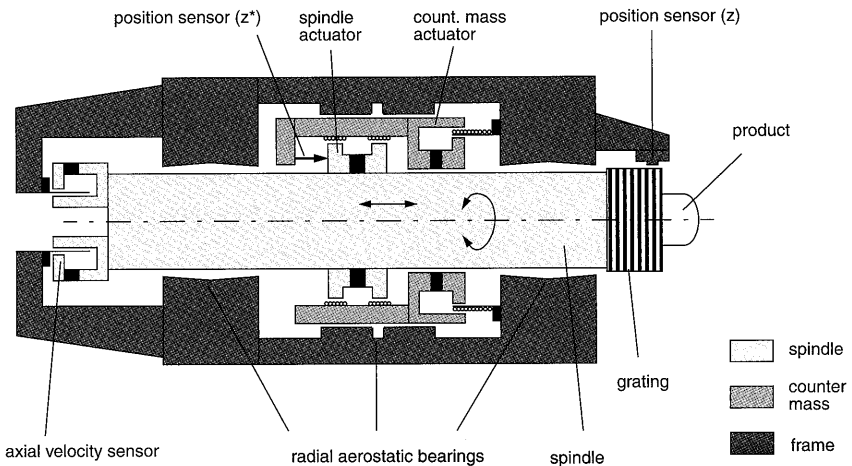 position sensor (z*)
spindle
actuator
count. mass
actuator
position sensor (z)
product
spindle
counter
mass
frame
grating
axial velocity sensor
radial aerostatic bearings
spindle